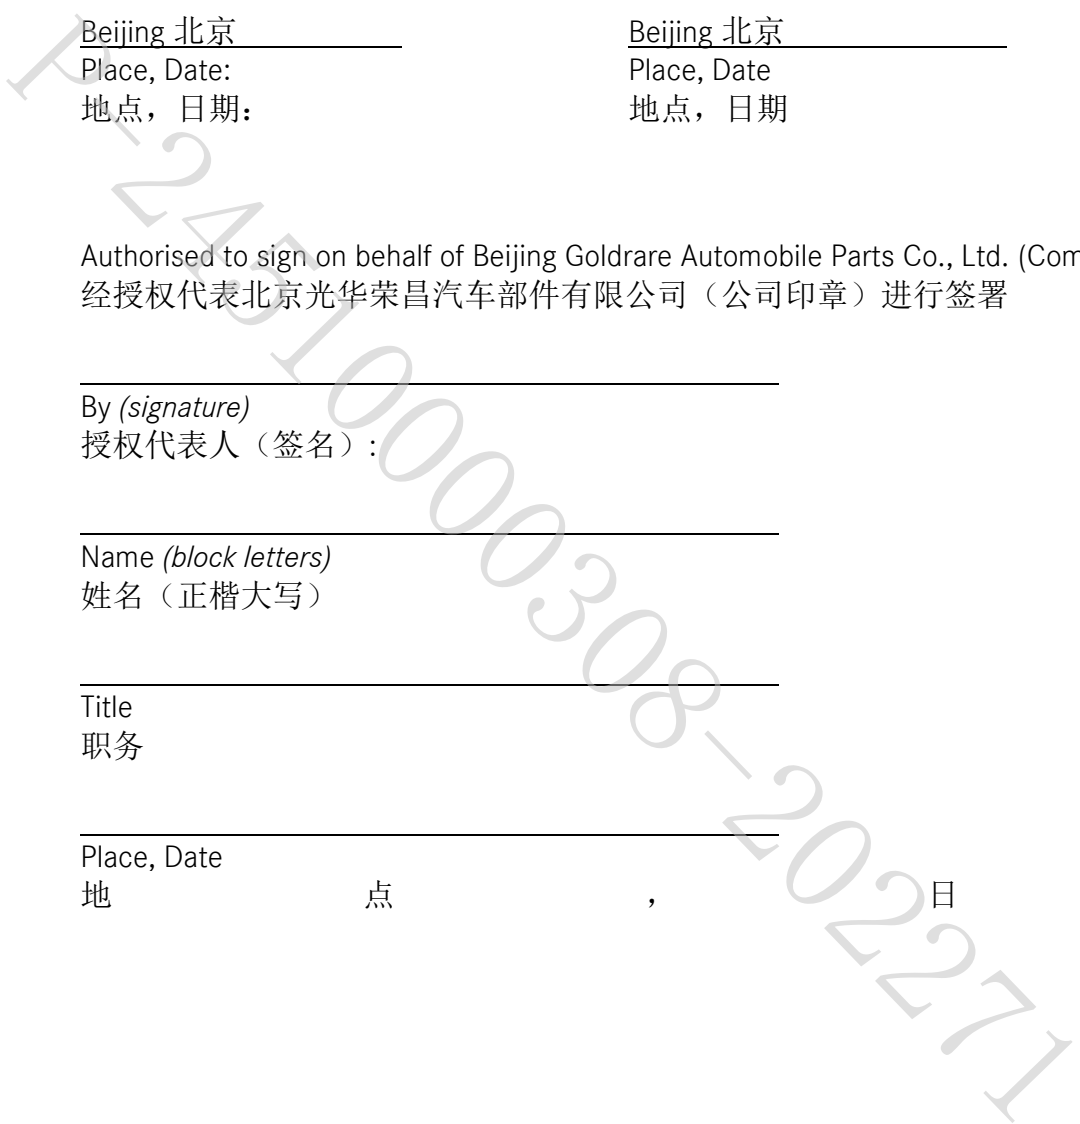 Beijing 北京 Beijing 北京
Place, Date: Place, Date
地点，日期： 地点，日期
Authorised to sign on behalf of Beijing Goldrare Automobile Parts Co., Ltd. (Com
经授权代表北京光华荣昌汽车部件有限公司（公司印章）进行签署
By (signature)
授权代表人（签名）:
Name (block letters)
姓名（正楷大写）
Title
职务
Place, Date
地 点 ， 日
P-2451000308-202271